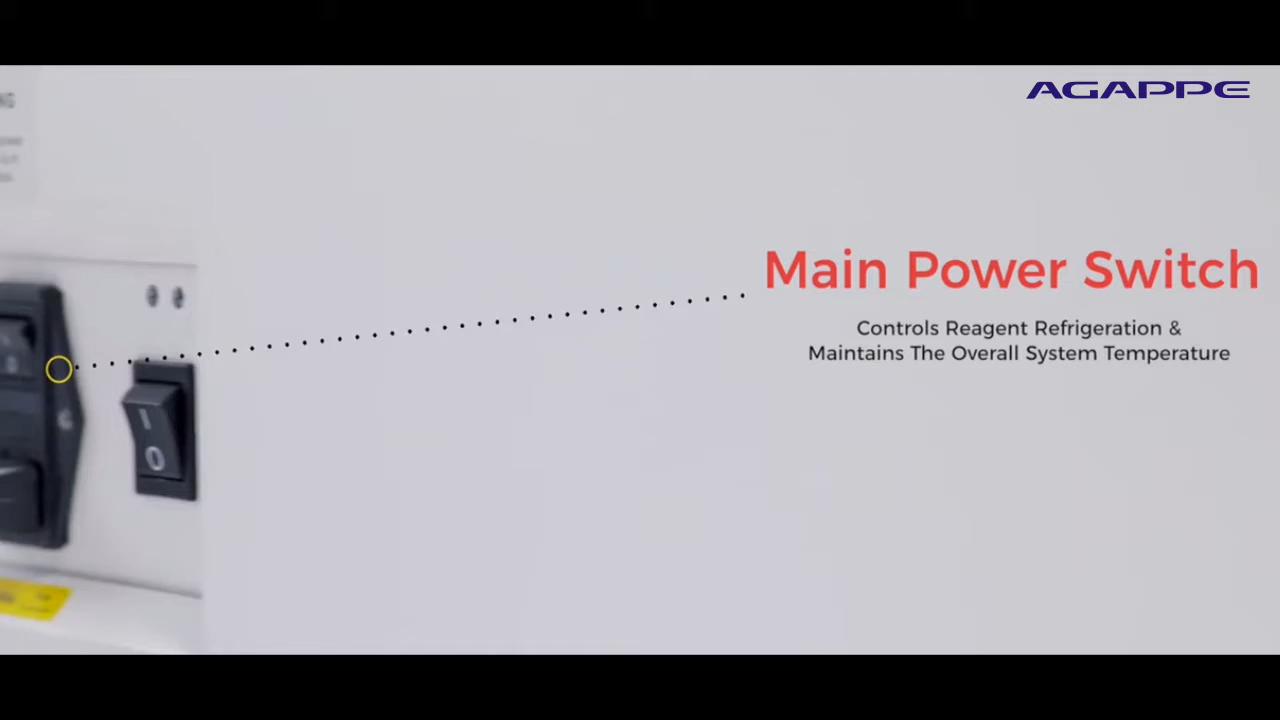 AGAPPE
Main Power Switch
Controls Reagent Refrigeration &
Maintains The Overall System Temperature
I
O